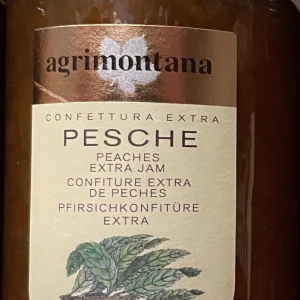 agrimontana
CONFETTURA EXTRA
PESCHE
PEACHES
EXTRA JAM
CONFITURE EXTRA
DE PECHES
PFIRSICHKONFITÜRE
EXTRA